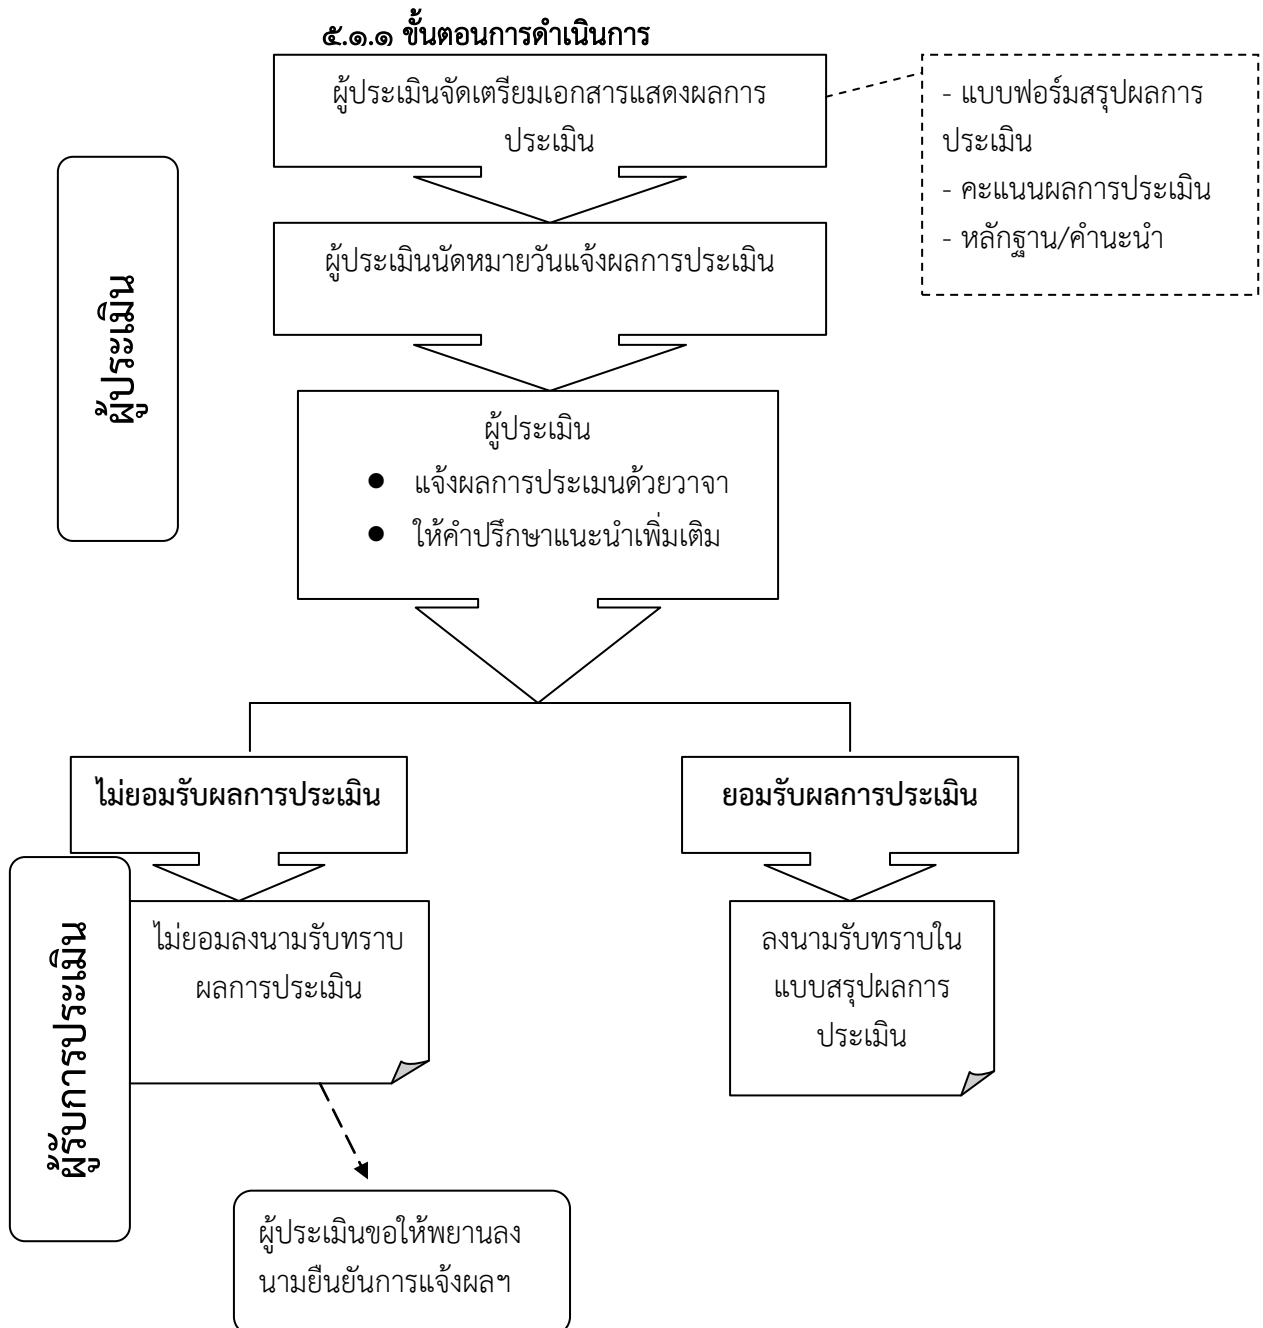 ๕.๑.๑ ขั้นตอนการดำเนินการ
ผู้ประเมินจัดเตรียมเอกสารแสดงผลการ
ประเมิน
- แบบฟอร์มสรุปผลการ
ประเมิน
- คะแนนผลการประเมิน
- หลักฐาน/คำนะนำ
ผู้ประเมินนัดหมายวันแจ้งผลการประเมิน
ผู้ประเมิน
ผู้ประเมิน
● แจ้งผลการประเมนด้วยวาจา
● ให้คำปรึกษาแนะนำเพิ่มเติม
ไม่ยอมรับผลการประเมิน
ยอมรับผลการประเมิน
ผู้รับการประเมิน
ไม่ยอมลงนามรับทราบ
ผลการประเมิน
ลงนามรับทราบใน
แบบสรุปผลการ
ประเมิน
ผู้ประเมินขอให้พยานลง
นามยืนยันการแจ้งผลฯ